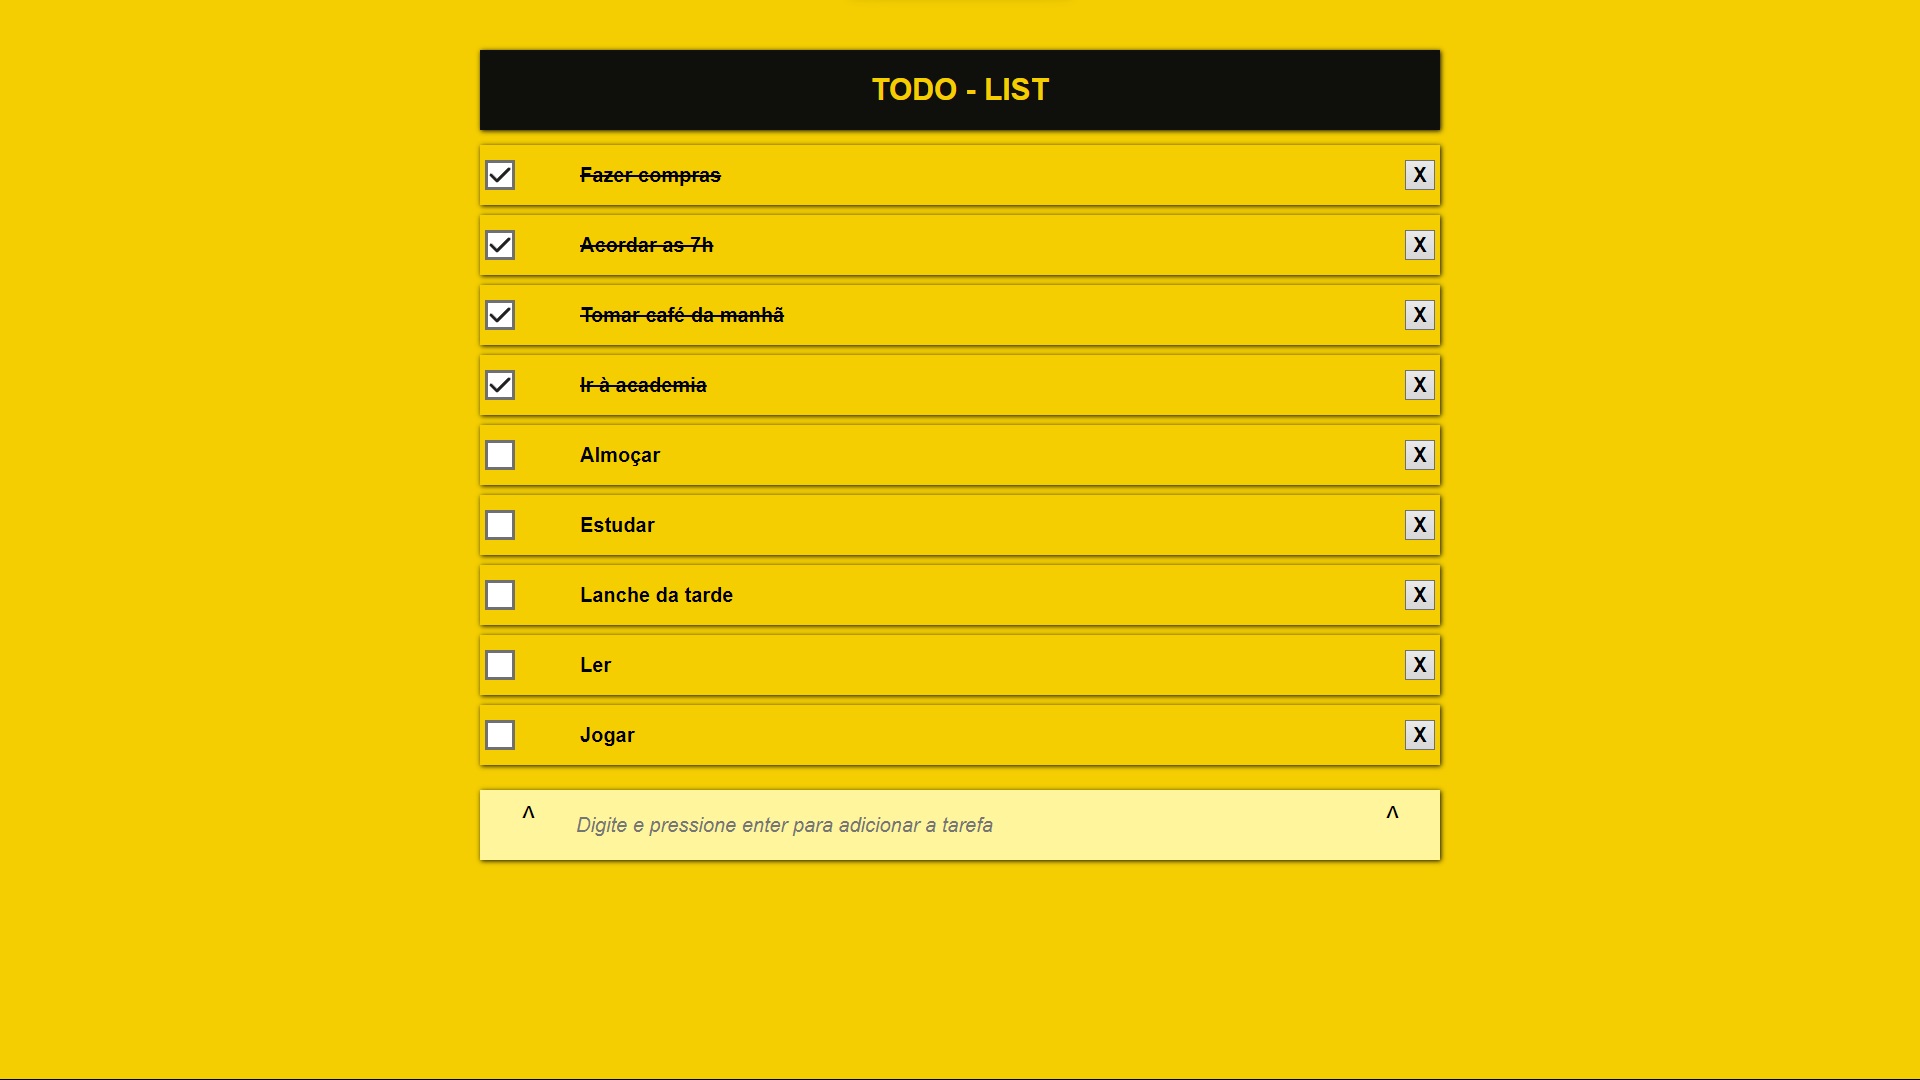 TODO - LIST
Fazer compras X
Acordar as 7h X
Tomar café da manhã X
Ir à academia X
Almoçar X
Estudar X
Lanche da tarde X
Ler X
Jogar X
^ Digite e pressione enter para adicionar a tarefa ^